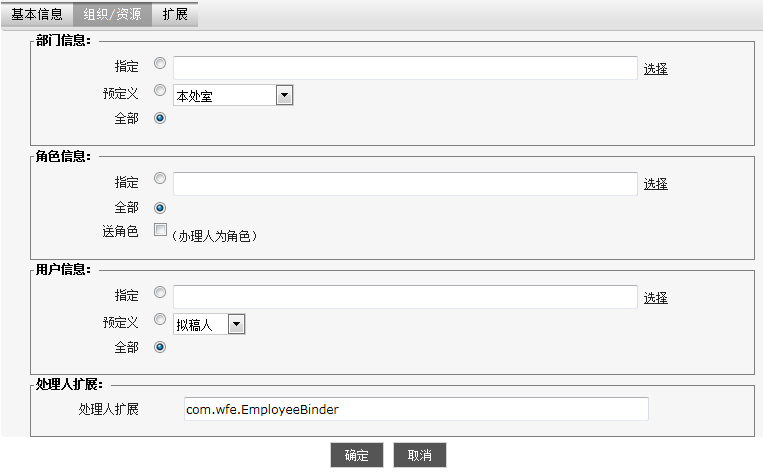 基本信息 组织/资源 扩展
部门信息：
指定 选择
预定义 本处室
全部
角色信息：
指定 选择
全部
送角色 （办理人为角色）
用户信息：
指定 选择
预定义 拟稿人
全部
处理人扩展：
处理人扩展 com.wfe.EmployeeBinder
确定 取消